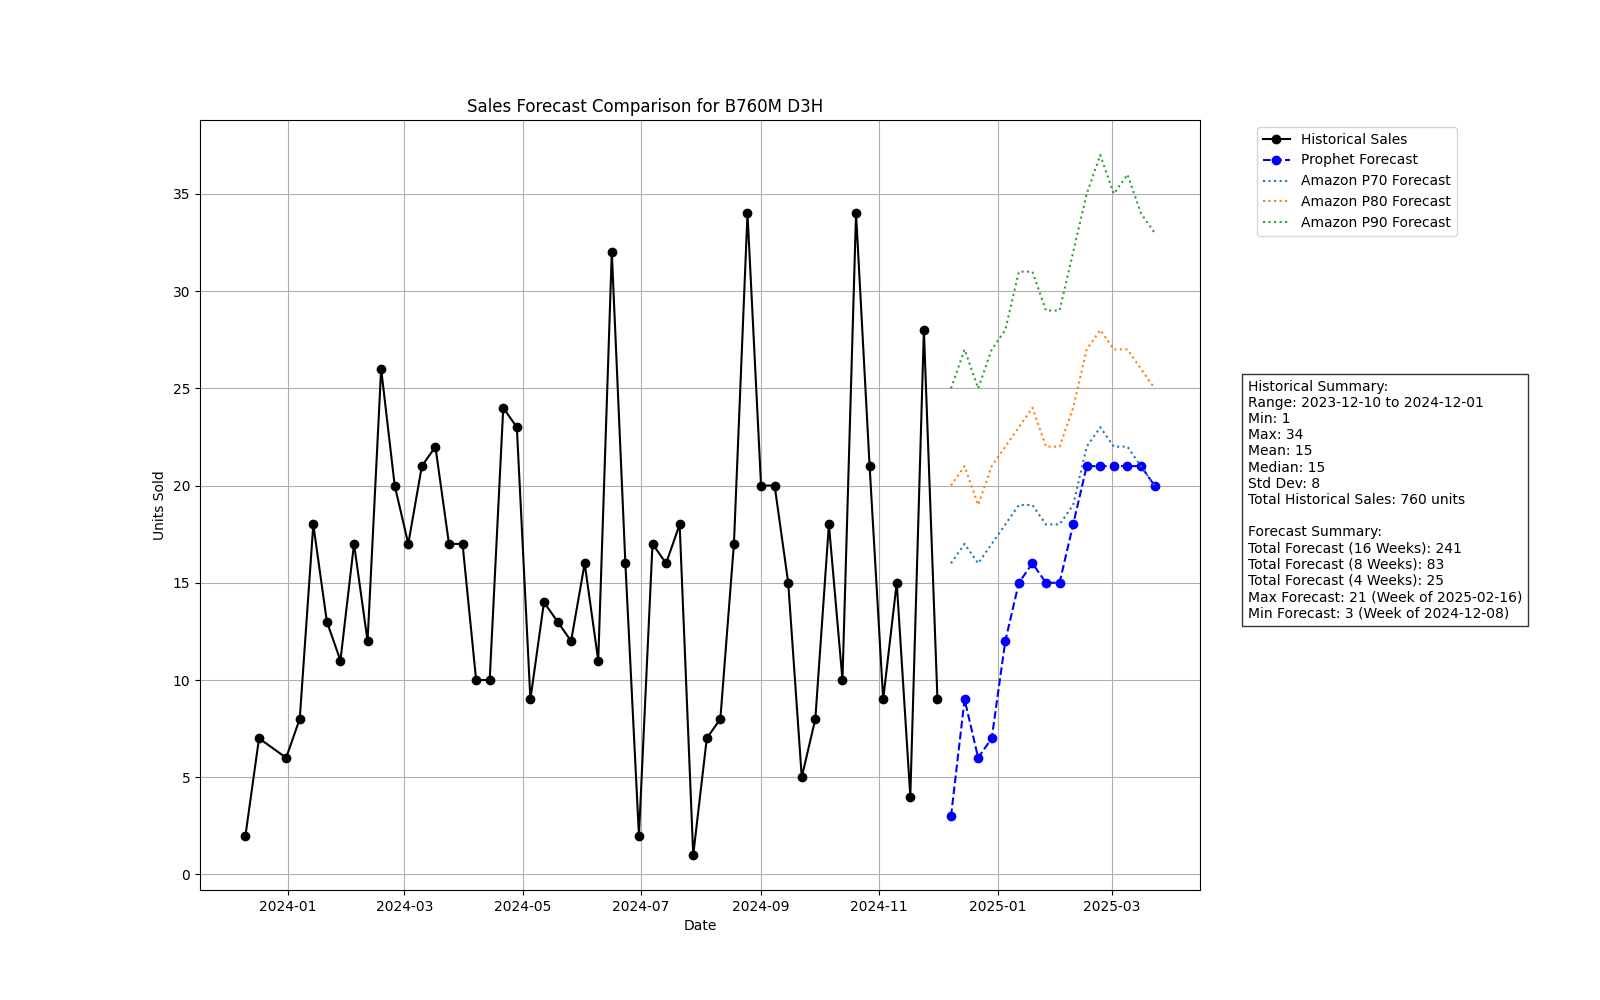 Sales Forecast Comparison for B760M D3H
Historical Sales
Prophet Forecast
Amazon P70 Forecast
Amazon P80 Forecast
Amazon P90 Forecast
35
30
25
20
15
10
5
0
Units Sold
2024-01
2024-03
2024-05
2024-07
2024-09
2024-11
2025-01
2025-03
Date
Historical Summary:
Range: 2023-12-10 to 2024-12-01
Min: 1
Max: 34
Mean: 15
Median: 15
Std Dev: 8
Total Historical Sales: 760 units
Forecast Summary:
Total Forecast (16 Weeks): 241
Total Forecast (8 Weeks): 83
Total Forecast (4 Weeks): 25
Max Forecast: 21 (Week of 2025-02-16)
Min Forecast: 3 (Week of 2024-12-08)